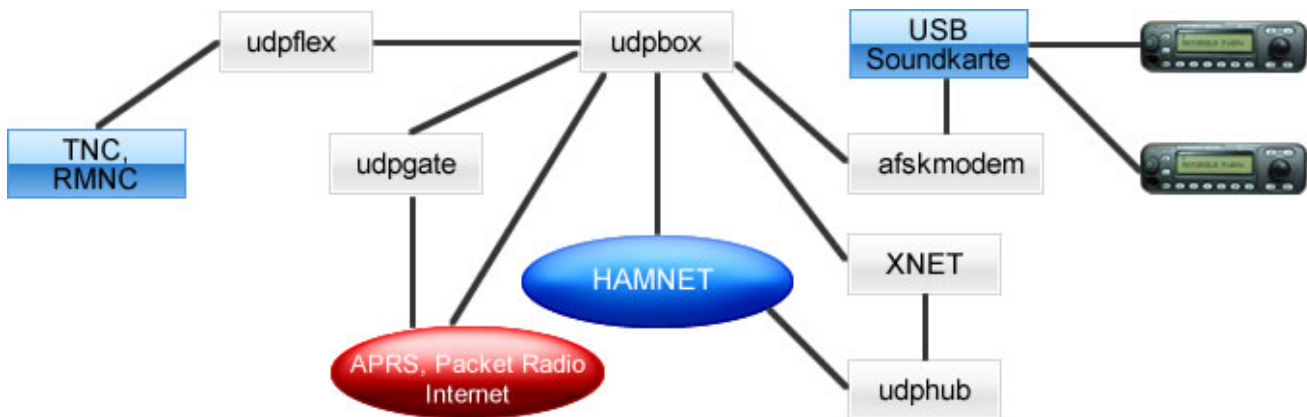 udpflex
udpbox
USB
Soundkarte
TNC,
RMNC
udpgate
afskmodem
HAMNET
XNET
APRS, Packet Radio
Internet
udphub